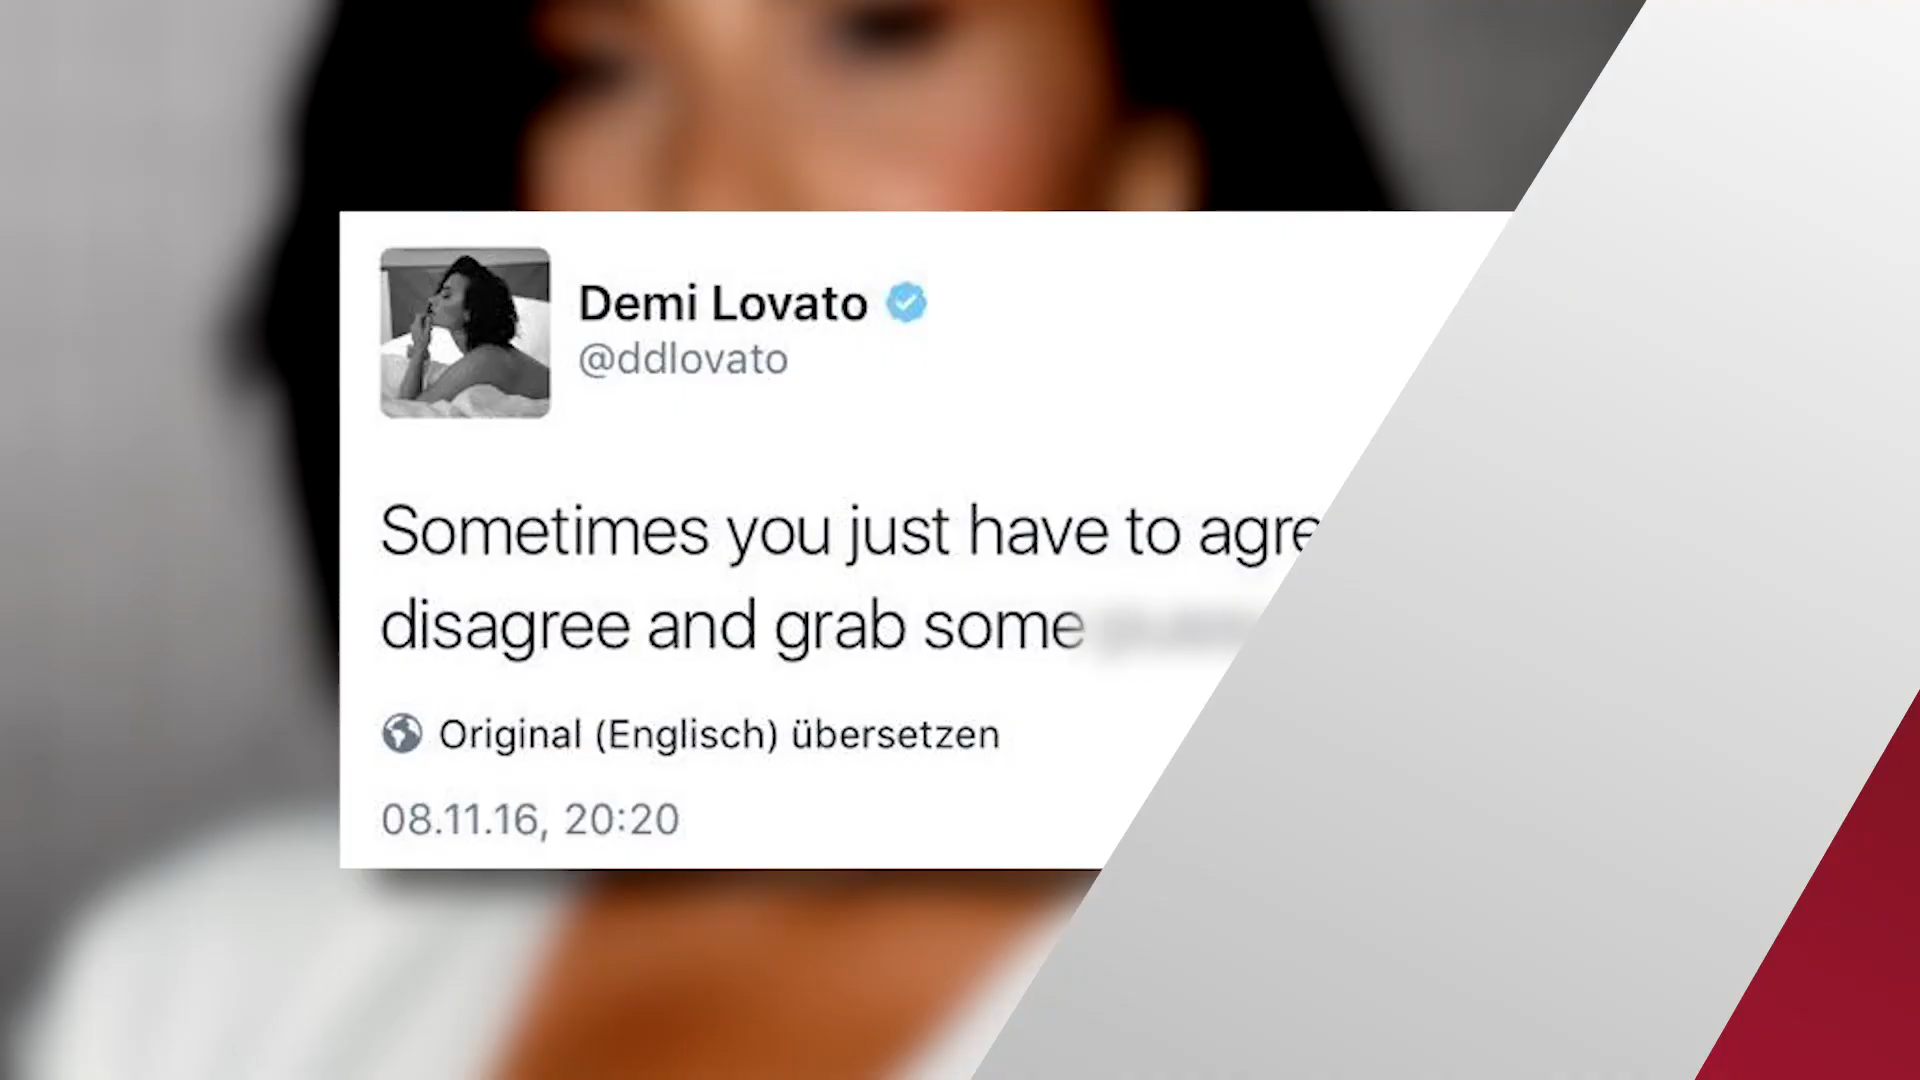 Demi Lovato
@ddlovato
Sometimes you just have to agre
disagree and grab some
Original (Englisch) übersetzen
08.11.16, 20:20